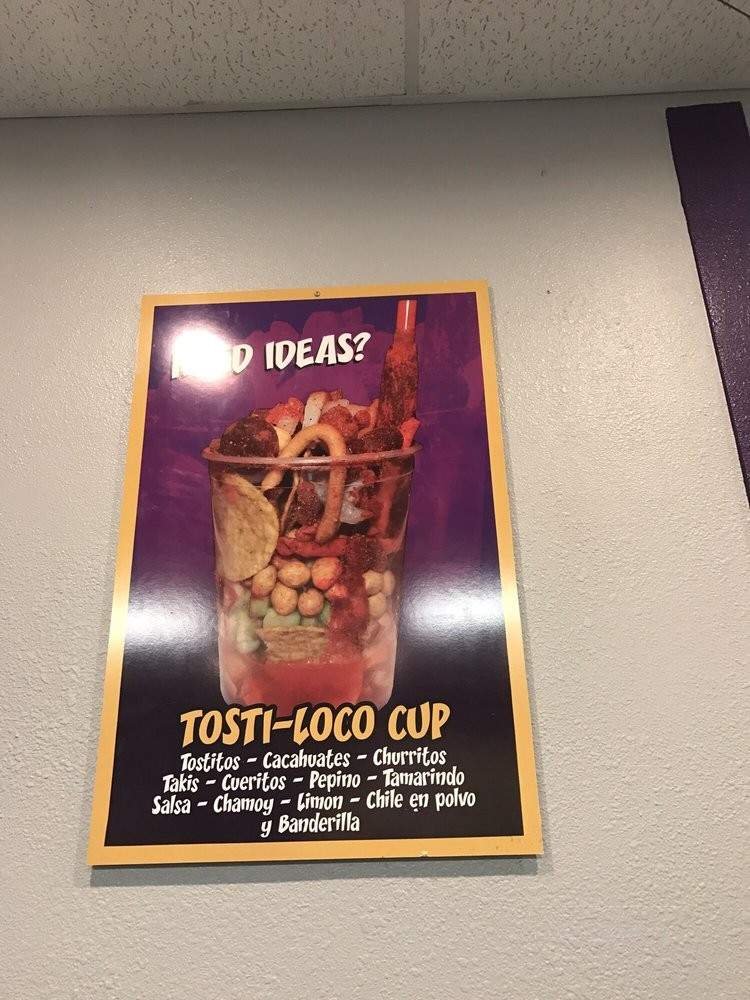 IDEAS?
TOSTI-LOCO CUP
Tostitos - Cacahuates - Churritos
Takis - Cueritos - Pepino - Tamarindo
Salsa - Chamoy - Limon - Chile en polvo
y Banderilla